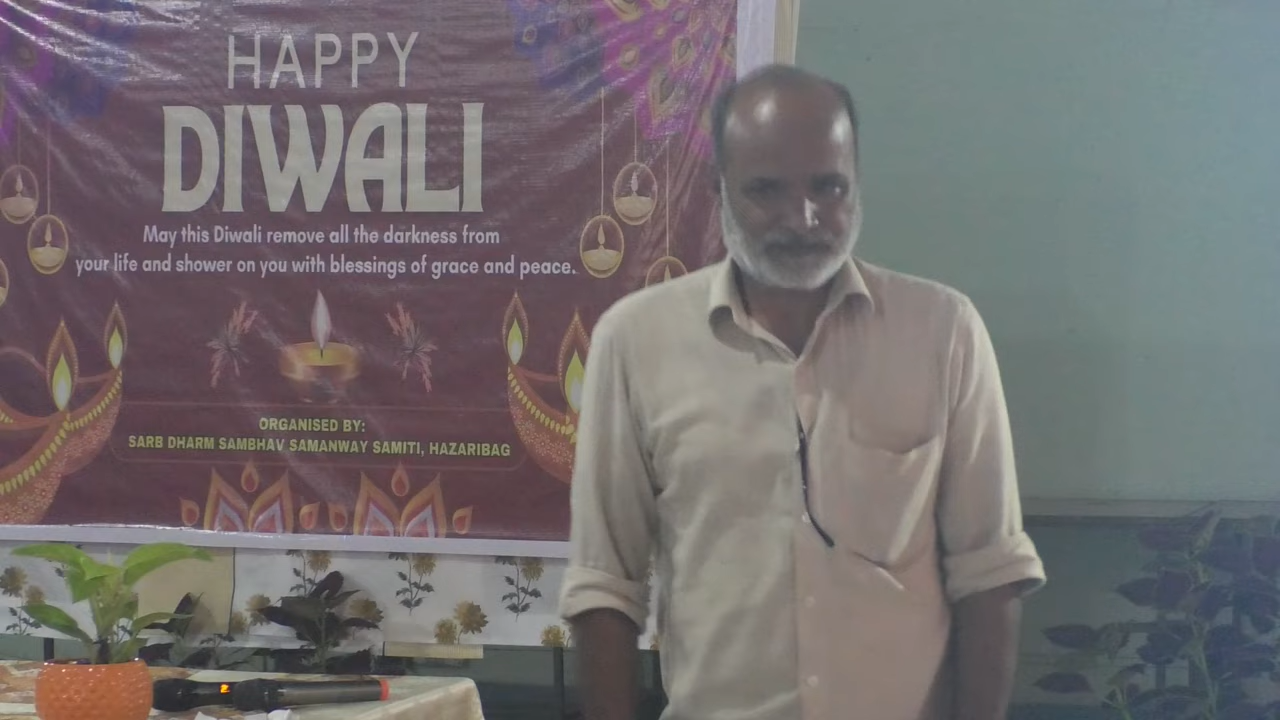 HAPPY
DIWALI
May this Diwali remove all the darkness from
your life and shower on you with blessings of grace and peace.
ORGANISED BY:
SARB DHARM SAMBHAV SAMANWAY SAMITI, HAZARIBAG